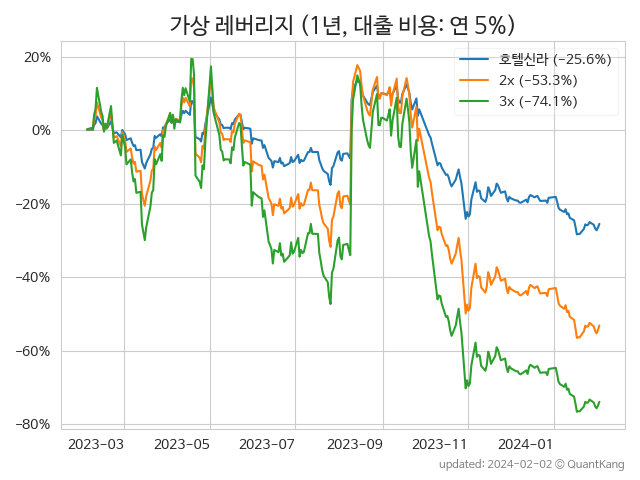 가상 레버리지 (1년, 대출 비용: 연 5%)
호텔신라 (−25.6%)
2x (−53.3%)
3x (−74.1%)
20%
0%
−20%
−40%
−60%
−80%
2023-03 2023-05 2023-07 2023-09 2023-11 2024-01
updated: 2024-02-02 © QuantKang